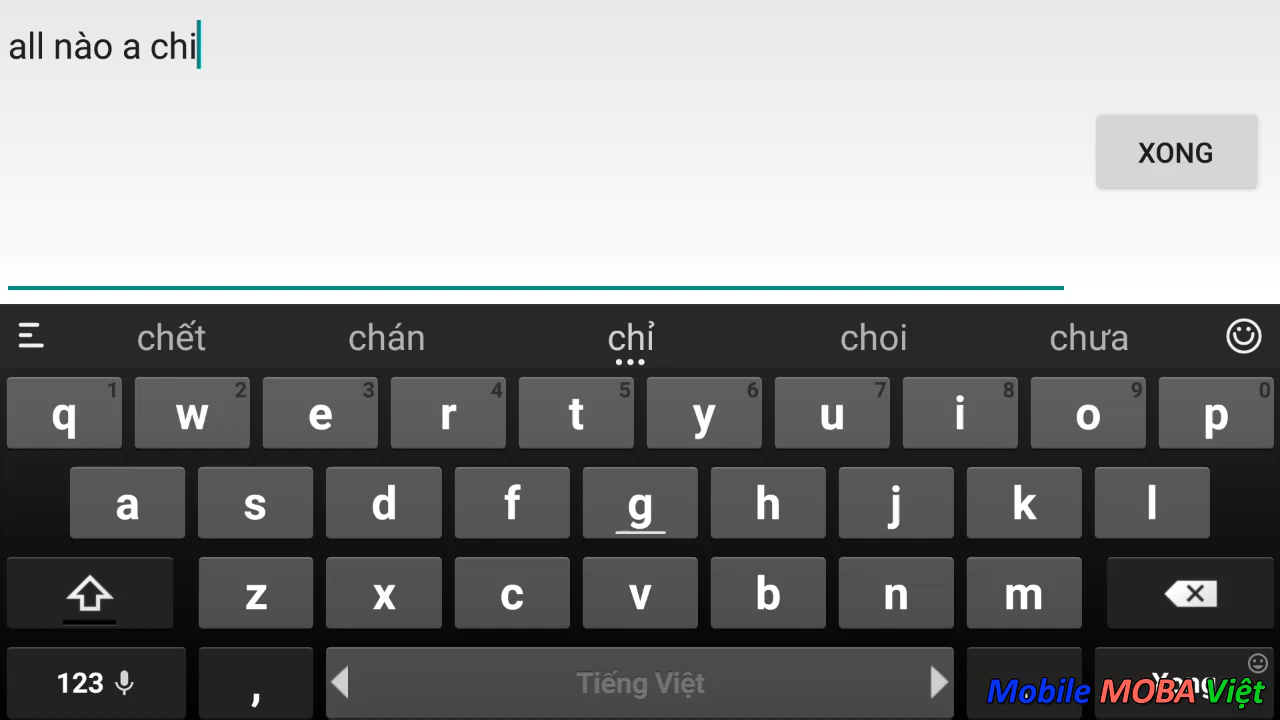 all nào a chi
XONG
chết chán chỉ choi chưa
1 2 3 4 5 6 7 8 9 0
q w e r t y u i o p
a s d f g h j k l
z x c v b n m
123 , Tiếng Việt . Xong
Mobile MOBA Việt